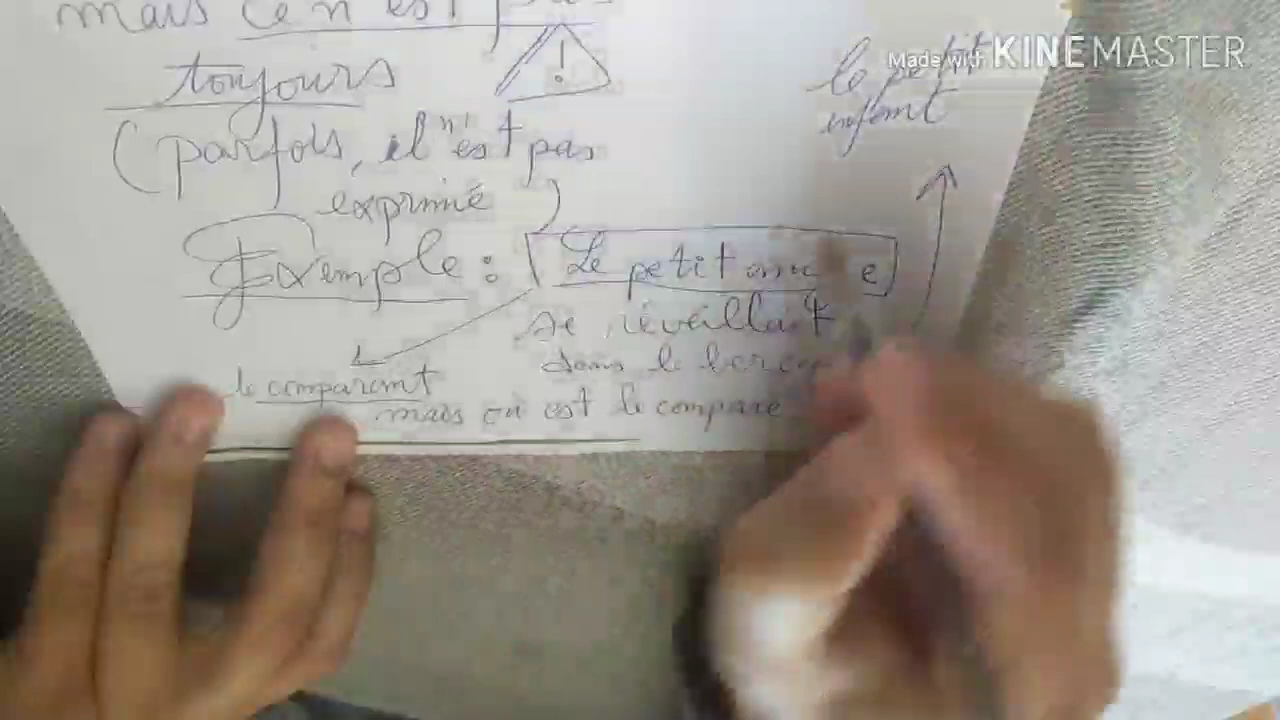 mais ce n'est
toujours
(parfois, il n'est pas
exprimé)
Exemple : Le petit
se réveillait
dans le
le comparant
mais où est le comparé
le petit
enfant
Made with KINEMASTER